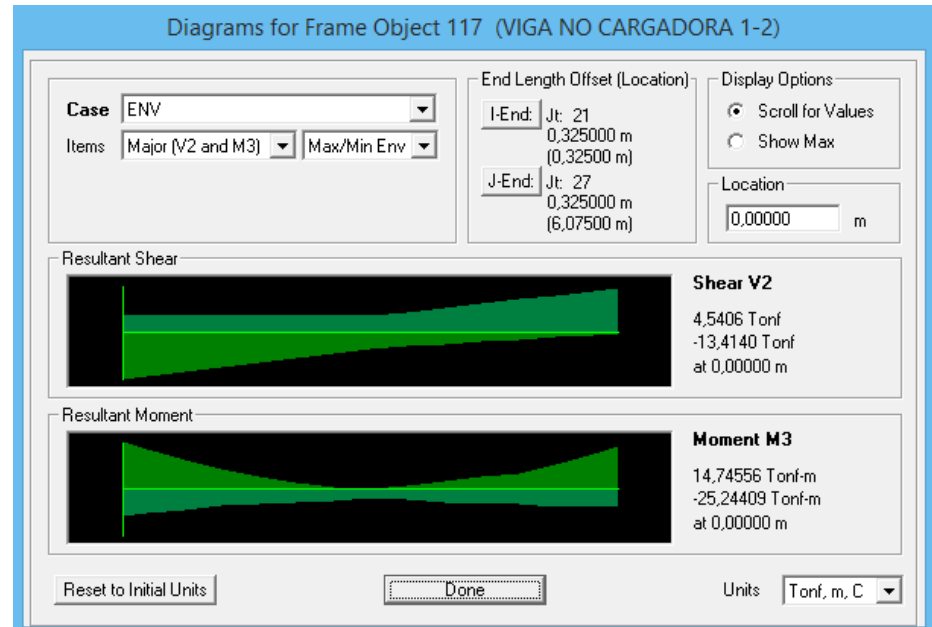 Diagrams for Frame Object 117 (VIGA NO CARGADORA 1-2)
Case ENV
Items Major (V2 and M3) Max/Min Env
End Length Offset (Location)
I-End: Jt: 21
0,325000 m
(0,32500 m)
J-End: Jt: 27
0,325000 m
(6,07500 m)
Display Options
Scroll for Values
Show Max
Location
0,00000 m
Resultant Shear
Shear V2
4,5406 Tonf
-13,4140 Tonf
at 0,00000 m
Resultant Moment
Moment M3
14,74556 Tonf-m
-25,24409 Tonf-m
at 0,00000 m
Reset to Initial Units
Done
Units Tonf, m, C